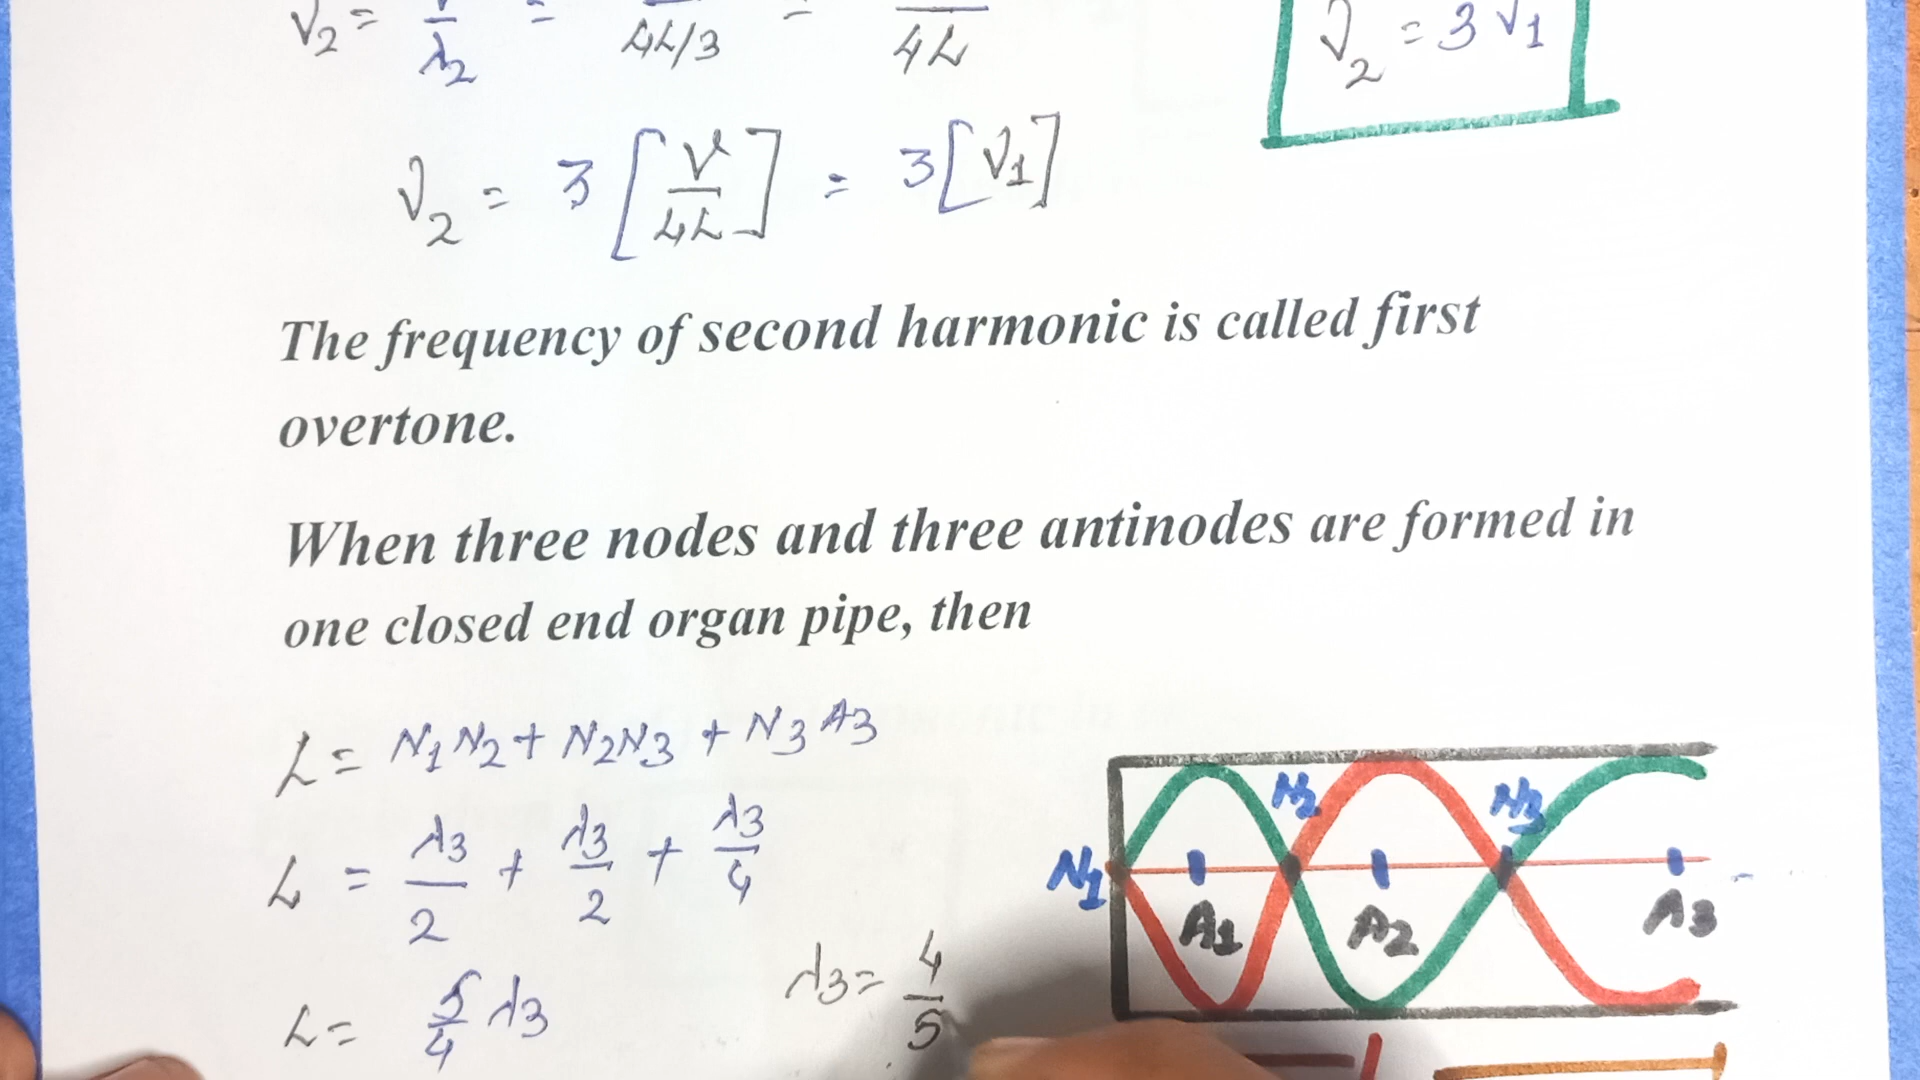 ν2 = v/λ2 = 4L/3 = 4L
ν2 = 3ν1
ν2 = 3[v/4L] = 3[ν1]
The frequency of second harmonic is called first
overtone.
When three nodes and three antinodes are formed in
one closed end organ pipe, then
L = N1N2 + N2N3 + N3A3
L = λ3/2 + λ3/2 + λ3/4
L = 5/4 λ3
λ3 = 4/5
N2 N3
N1
A1 A2 A3